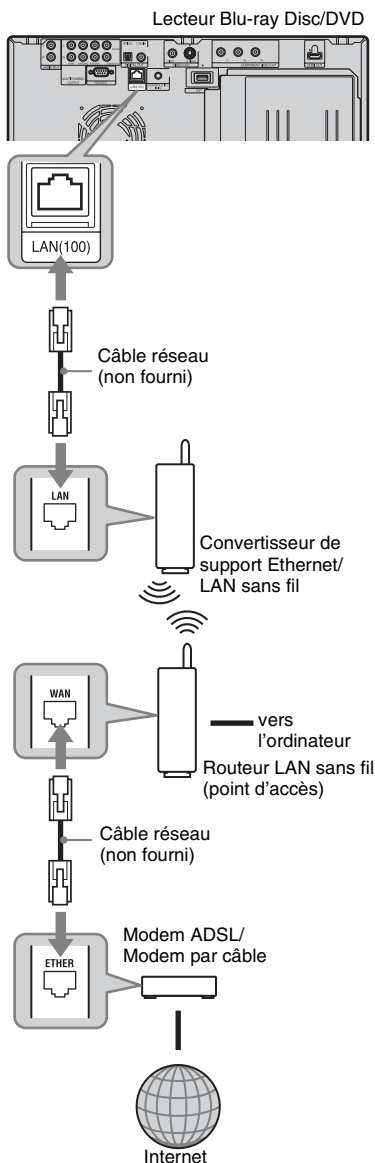 Lecteur Blu-ray Disc/DVD
LAN(100)
LAN(100)
Câble réseau
(non fourni)
LAN
Convertisseur de
support Ethernet/
LAN sans fil
WAN
vers
l'ordinateur
Routeur LAN sans fil
(point d'accès)
Câble réseau
(non fourni)
Modem ADSL/
Modem par câble
ETHER
Internet